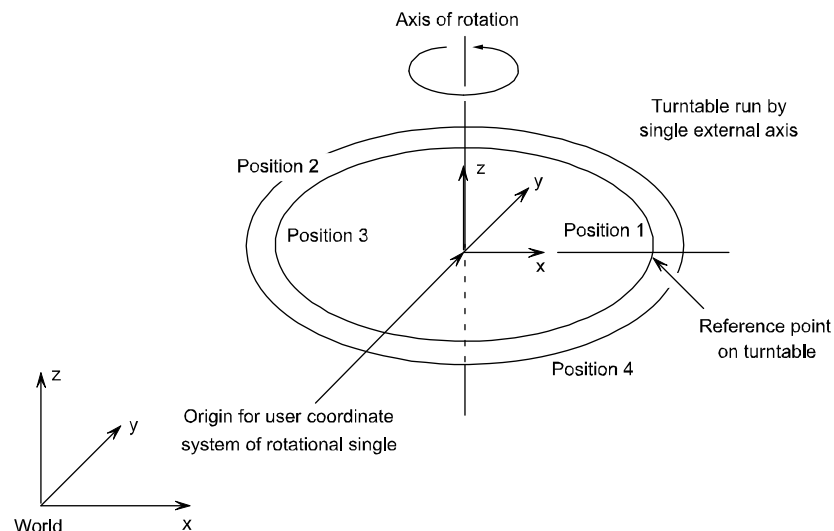 Axis of rotation
Turntable run by
single external axis
Position 2
z
y
Position 3
Position 1
x
Reference point
on turntable
Position 4
z
Origin for user coordinate
system of rotational single
y
x
World